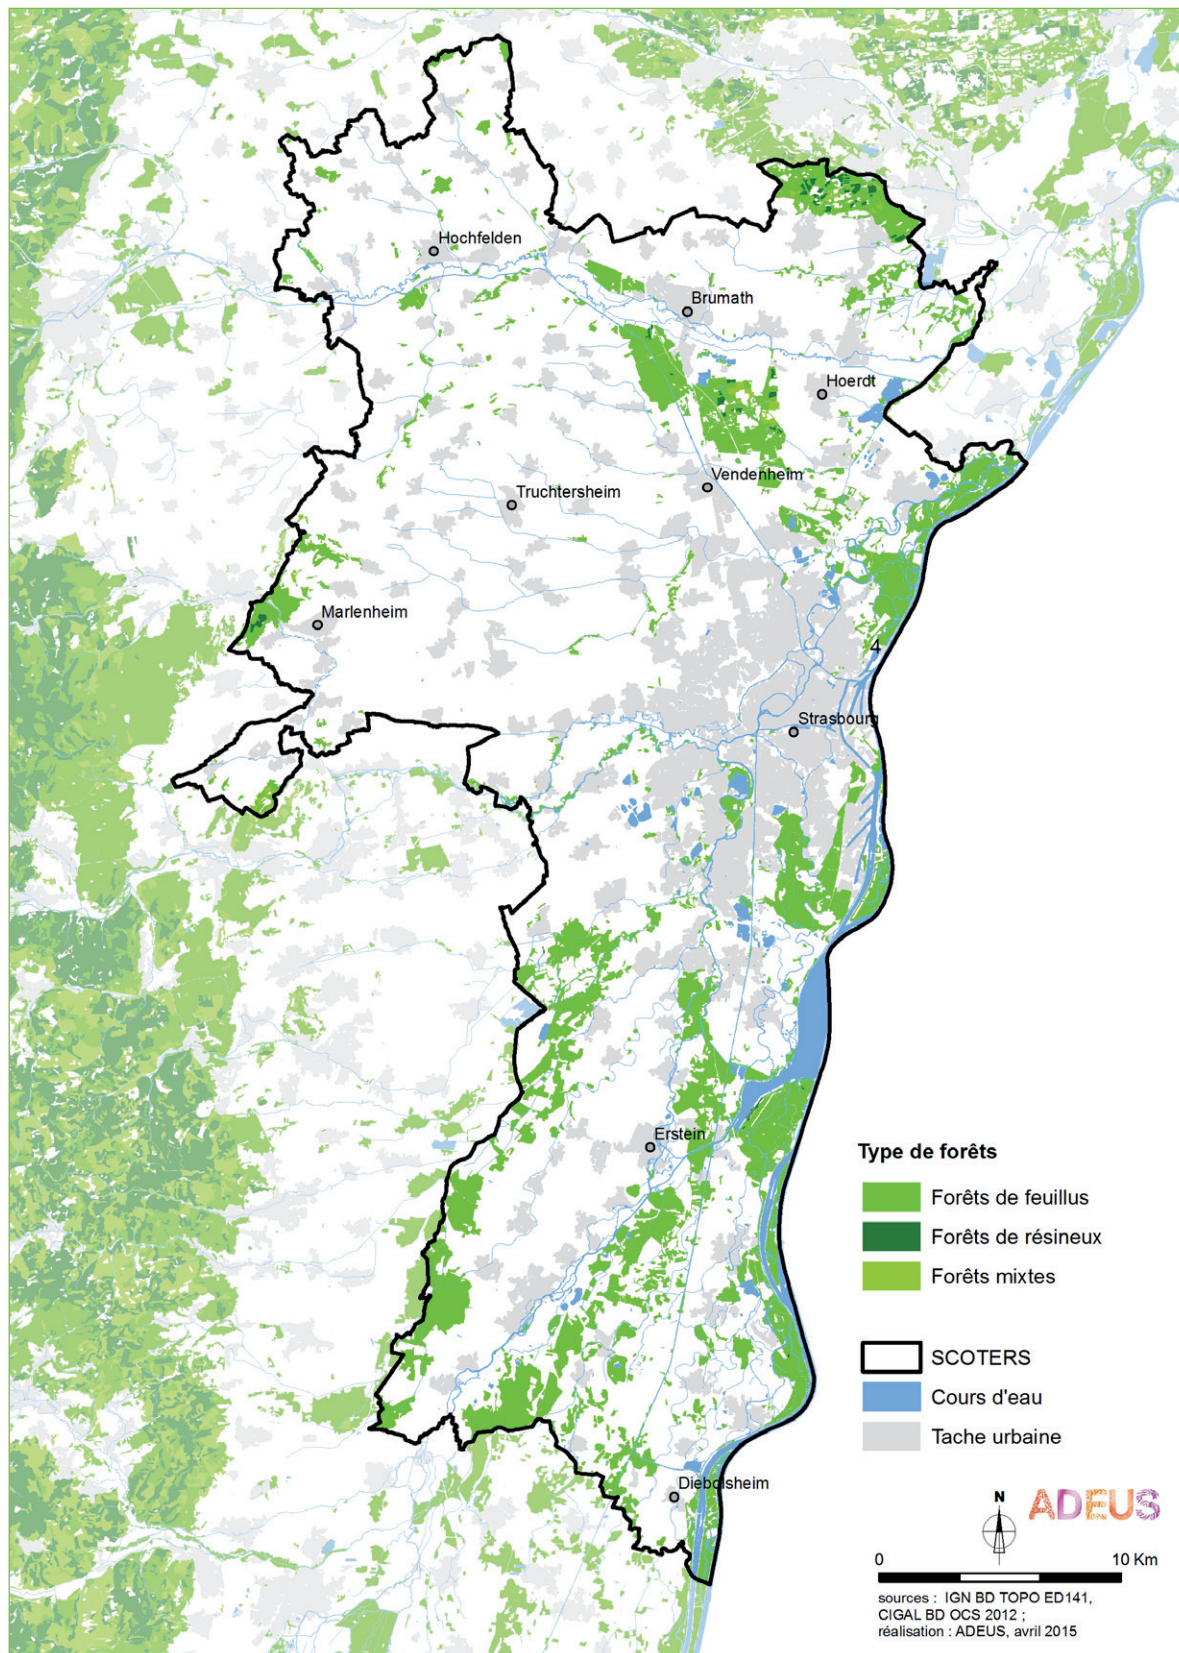 Hochfelden
Brumath
Hoerdt
Vendenheim
Truchtersheim
Marlenheim
4
Strasbourg
Erstein
Diebolsheim
Type de forêts
Forêts de feuillus
Forêts de résineux
Forêts mixtes
SCOTERS
Cours d'eau
Tache urbaine
N
ADEUS
0 10 Km
sources : IGN BD TOPO ED141,
CIGAL BD OCS 2012 ;
réalisation : ADEUS, avril 2015